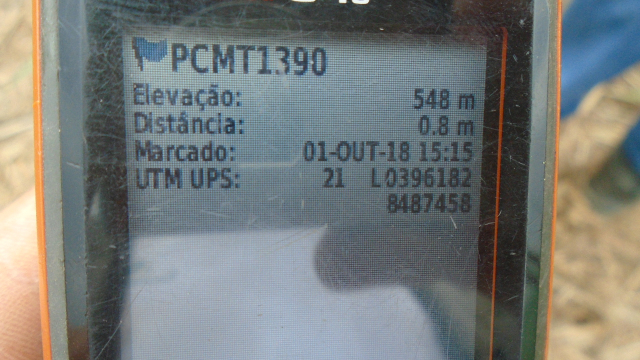 PCMT1390
Elevação: 548 m
Distância: 0.8 m
Marcado: 01-OUT-18 15:15
UTM UPS: 21 L0396182
8487458